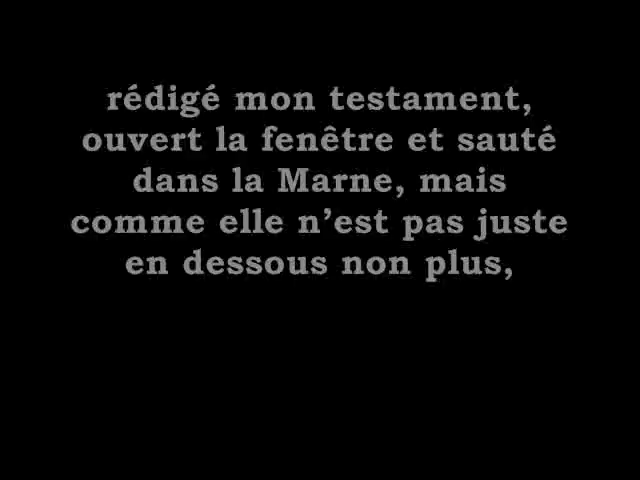 rédigé mon testament,
ouvert la fenêtre et sauté
dans la Marne, mais
comme elle n’est pas juste
en dessous non plus,